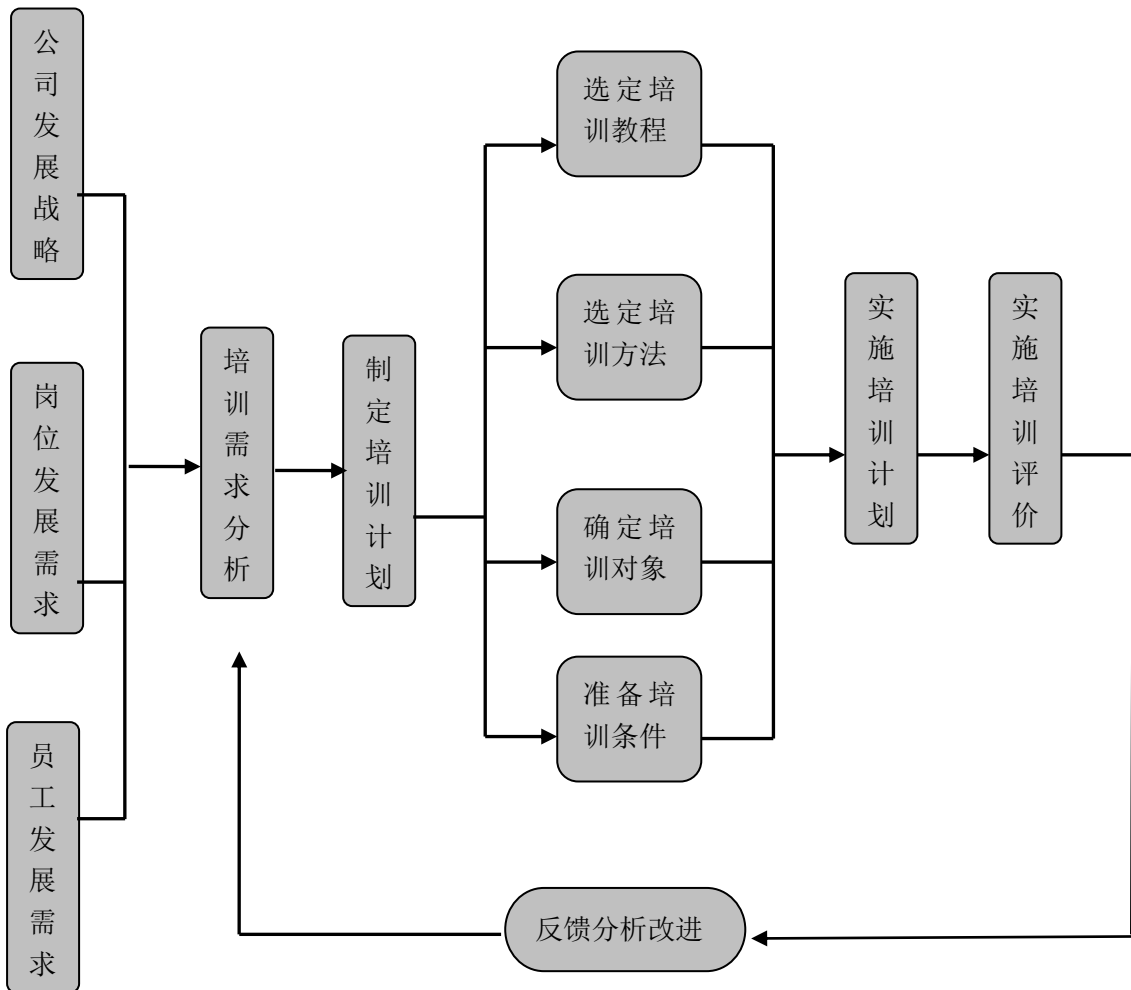 公司发展战略
岗位发展需求
员工发展需求
培训需求分析
制定培训计划
选定培
训教程
选定培
训方法
确定培
训对象
准备培
训条件
实施培训计划
实施培训评价
反馈分析改进